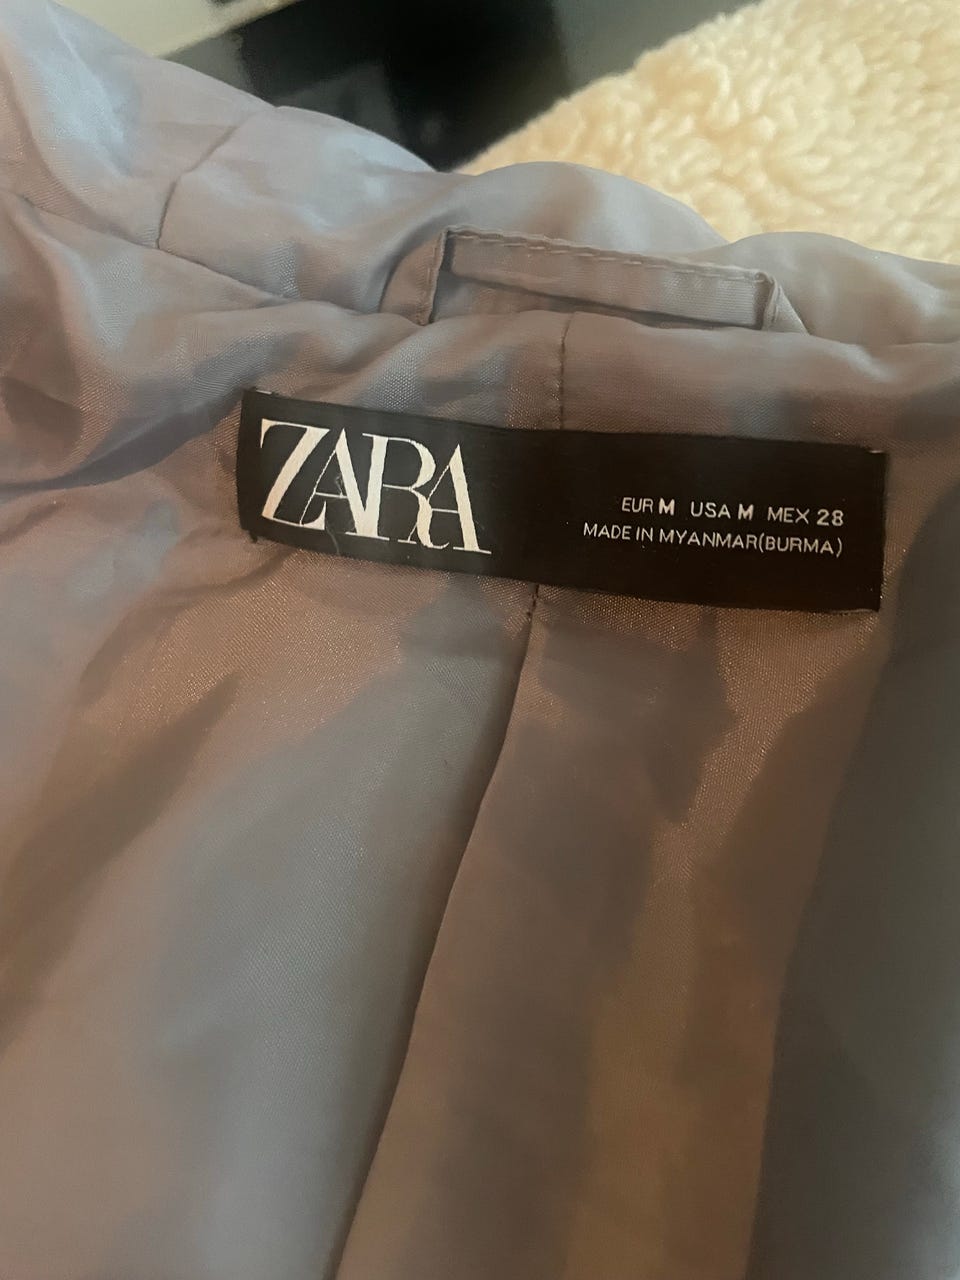 ZARA
EUR M USA M MEX 28
MADE IN MYANMAR(BURMA)